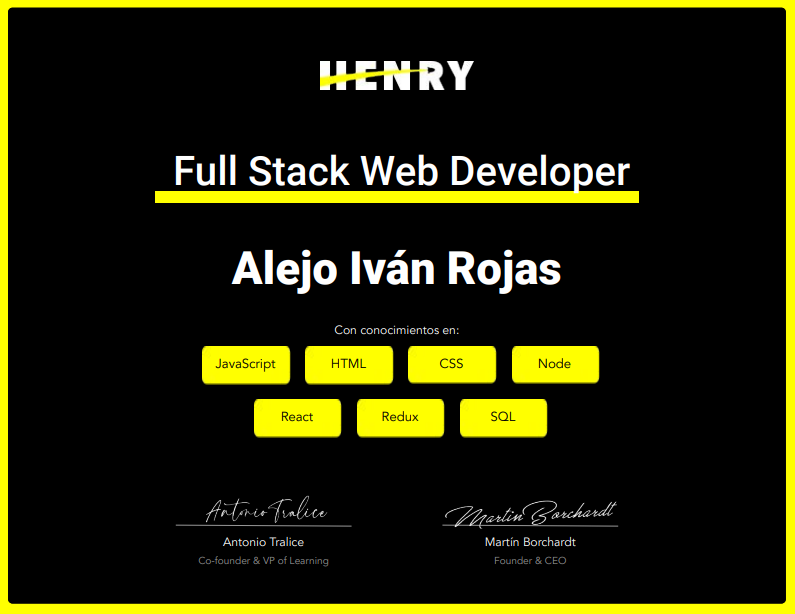 HENRY
Full Stack Web Developer
Alejo Iván Rojas
Con conocimientos en:
JavaScript HTML CSS Node
React Redux SQL
Antonio Tralice Martin Borchardt
Antonio Tralice Martín Borchardt
Co-founder & VP of Learning Founder & CEO